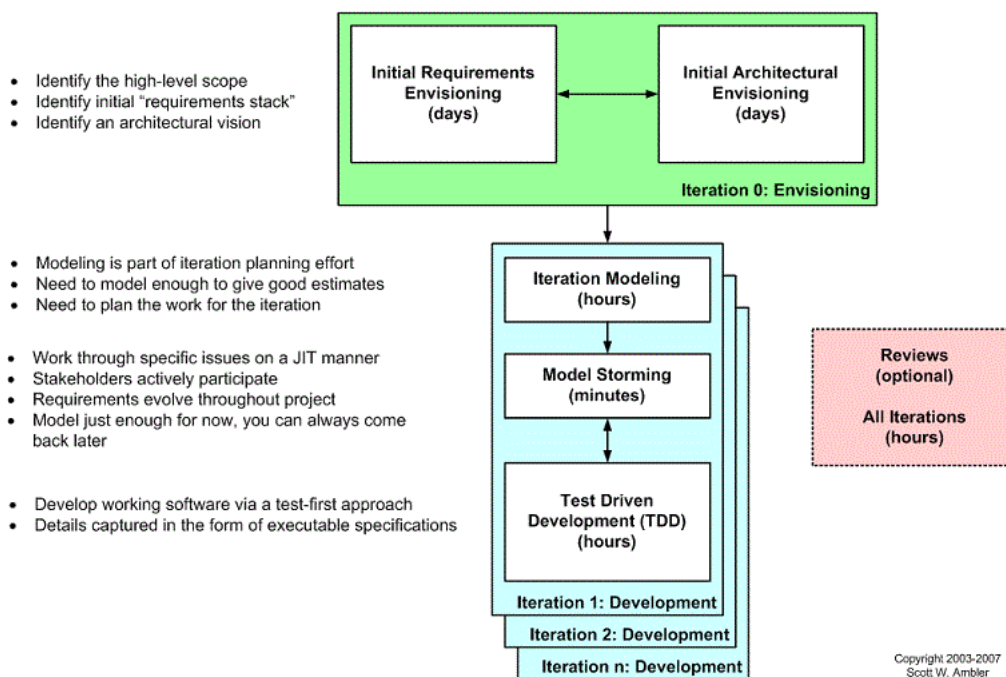 Initial Requirements
Envisioning
(days)
Initial Architectural
Envisioning
(days)
Iteration 0: Envisioning
• Identify the high-level scope
• Identify initial “requirements stack”
• Identify an architectural vision
• Modeling is part of iteration planning effort
• Need to model enough to give good estimates
• Need to plan the work for the iteration
Iteration Modeling
(hours)
• Work through specific issues on a JIT manner
• Stakeholders actively participate
• Requirements evolve throughout project
• Model just enough for now, you can always come
back later
Model Storming
(minutes)
Reviews
(optional)
All Iterations
(hours)
• Develop working software via a test-first approach
• Details captured in the form of executable specifications
Test Driven
Development (TDD)
(hours)
Iteration 1: Development
Iteration 2: Development
Iteration n: Development
Copyright 2003-2007
Scott W. Ambler